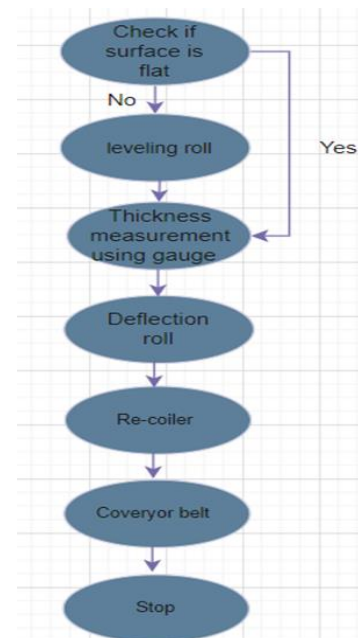 Check if
surface is
flat
No
leveling roll
Yes
Thickness
measurement
using gauge
Deflection
roll
Re-coiler
Coveryor belt
Stop